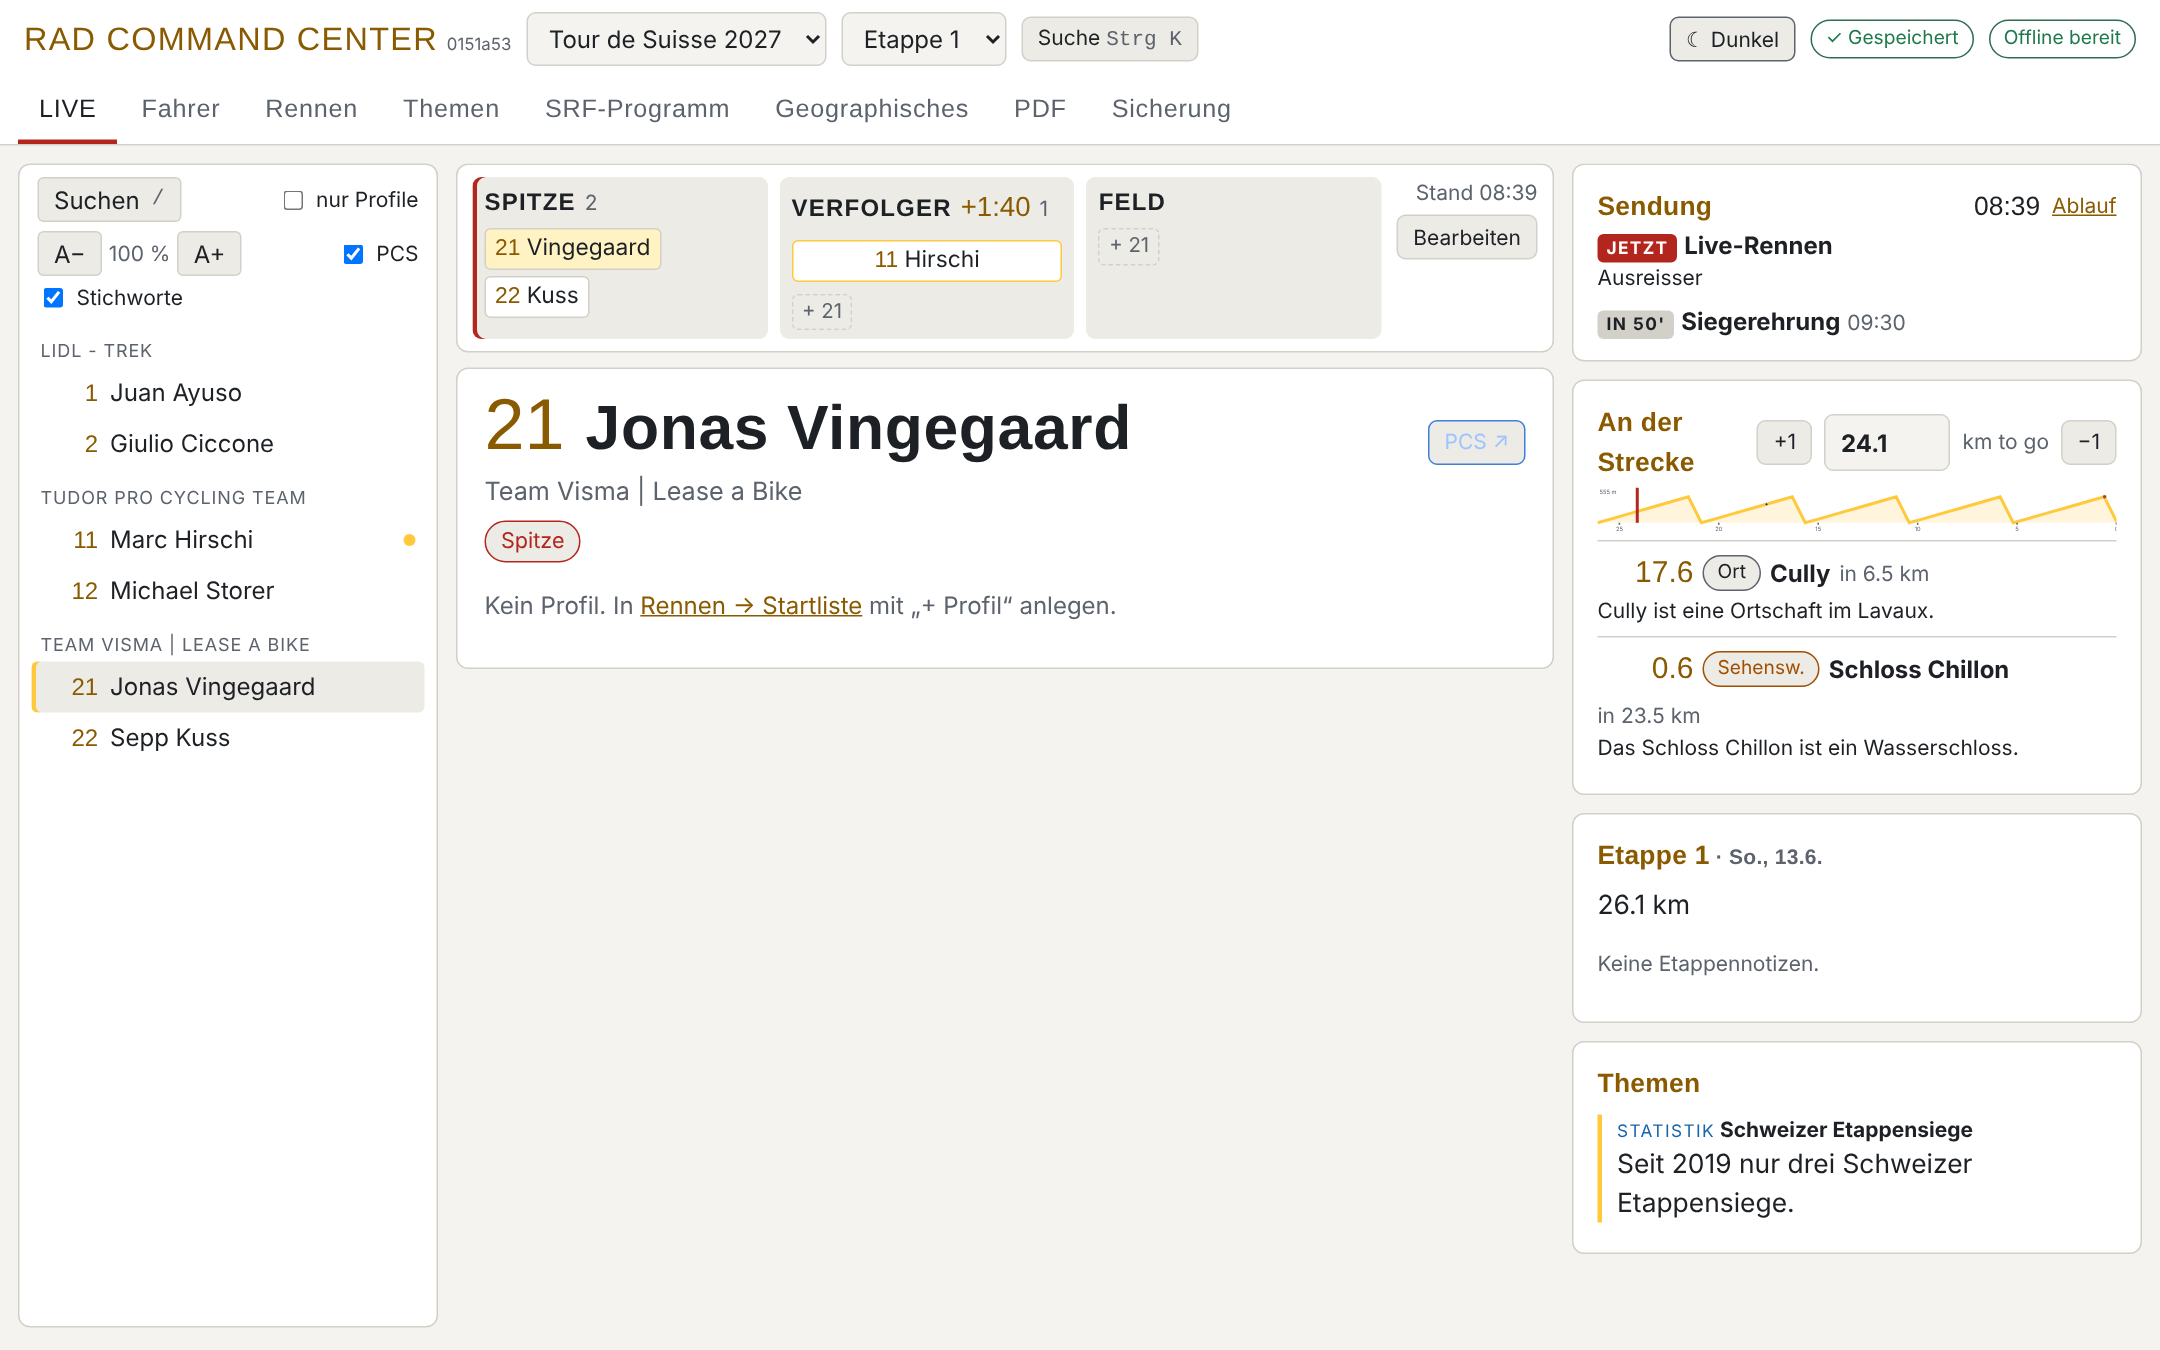 RAD COMMAND CENTER 0151a53 Tour de Suisse 2027 Etappe 1 Suche Strg K ☾ Dunkel ✓ Gespeichert Offline bereit
LIVE Fahrer Rennen Themen SRF-Programm Geographisches PDF Sicherung
Suchen / nur Profile
A− 100 % A+ PCS
Stichworte
LIDL - TREK
1 Juan Ayuso
2 Giulio Ciccone
TUDOR PRO CYCLING TEAM
11 Marc Hirschi
12 Michael Storer
TEAM VISMA | LEASE A BIKE
21 Jonas Vingegaard
22 Sepp Kuss
SPITZE 2
21 Vingegaard
22 Kuss
VERFOLGER +1:40 1
11 Hirschi
+ 21
FELD
+ 21
Stand 08:39
Bearbeiten
21 Jonas Vingegaard
PCS ↗
Team Visma | Lease a Bike
Spitze
Kein Profil. In Rennen → Startliste mit „+ Profil“ anlegen.
Sendung 08:39 Ablauf
JETZT Live-Rennen
Ausreisser
IN 50' Siegerehrung 09:30
An der Strecke
+1 24.1 km to go −1
555 m
25 20 15 10 5
17.6 Ort Cully in 6.5 km
Cully ist eine Ortschaft im Lavaux.
0.6 Sehensw. Schloss Chillon
in 23.5 km
Das Schloss Chillon ist ein Wasserschloss.
Etappe 1 · So., 13.6.
26.1 km
Keine Etappennotizen.
Themen
STATISTIK Schweizer Etappensiege
Seit 2019 nur drei Schweizer
Etappensiege.